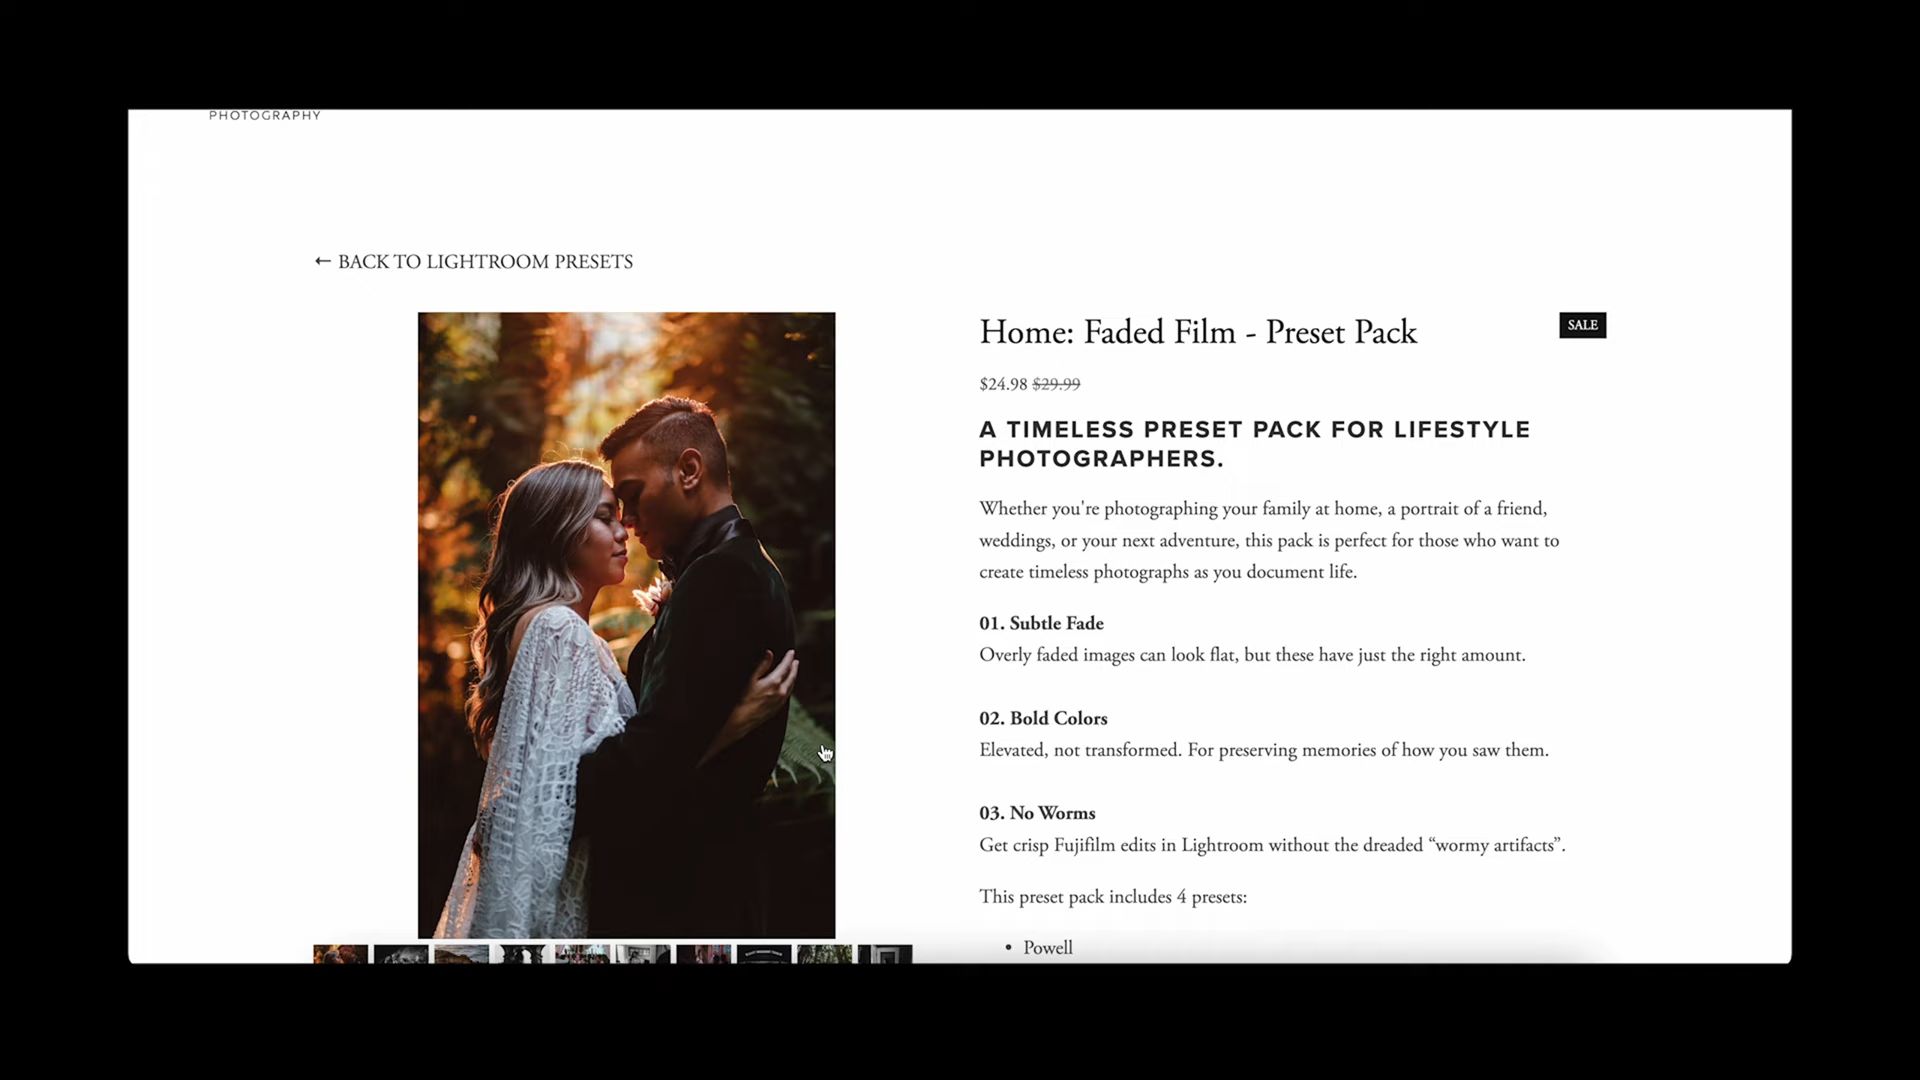 PHOTOGRAPHY
← BACK TO LIGHTROOM PRESETS
Home: Faded Film - Preset Pack
SALE
$24.98 $29.99
A TIMELESS PRESET PACK FOR LIFESTYLE
PHOTOGRAPHERS.
Whether you're photographing your family at home, a portrait of a friend,
weddings, or your next adventure, this pack is perfect for those who want to
create timeless photographs as you document life.
01. Subtle Fade
Overly faded images can look flat, but these have just the right amount.
02. Bold Colors
Elevated, not transformed. For preserving memories of how you saw them.
03. No Worms
Get crisp Fujifilm edits in Lightroom without the dreaded “wormy artifacts”.
This preset pack includes 4 presets:
• Powell